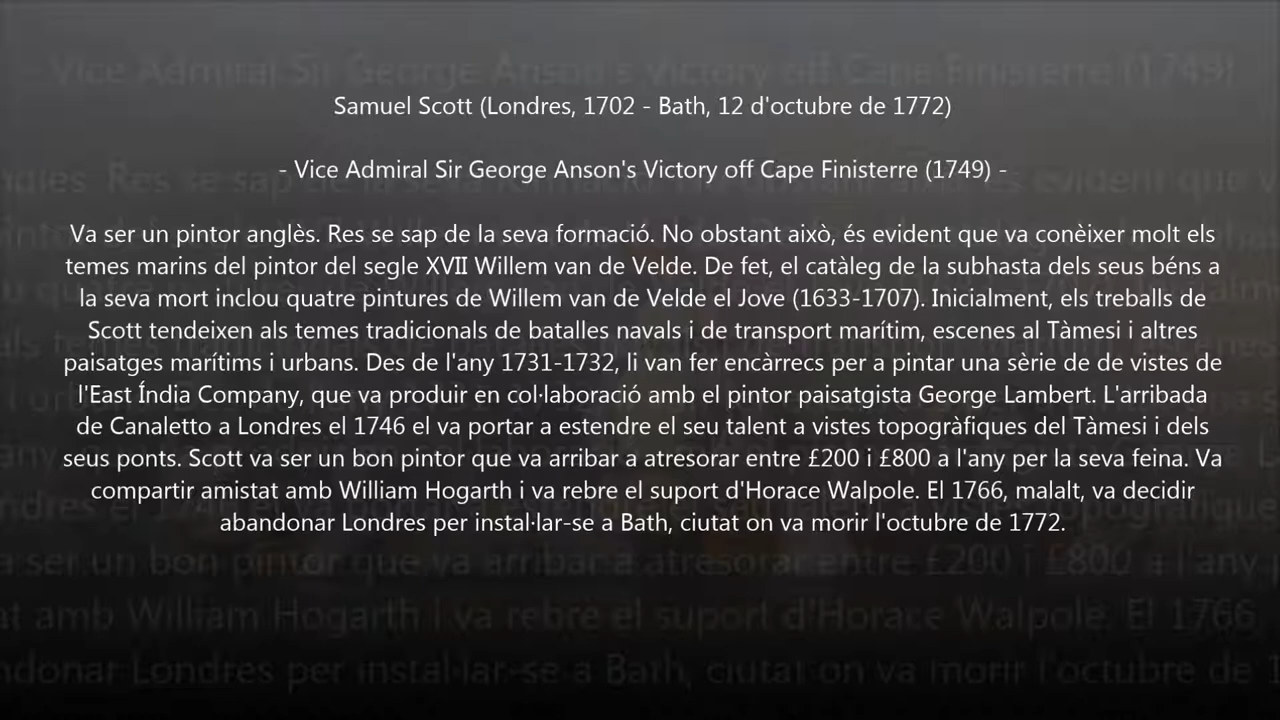 Samuel Scott (Londres, 1702 - Bath, 12 d'octubre de 1772)
- Vice Admiral Sir George Anson's Victory off Cape Finisterre (1749) -
Va ser un pintor anglès. Res se sap de la seva formació. No obstant això, és evident que va conèixer molt els
temes marins del pintor del segle XVII Willem van de Velde. De fet, el catàleg de la subhasta dels seus béns a
la seva mort inclou quatre pintures de Willem van de Velde el Jove (1633-1707). Inicialment, els treballs de
Scott tendeixen als temes tradicionals de batalles navals i de transport marítim, escenes al Tàmesi i altres
paisatges marítims i urbans. Des de l'any 1731-1732, li van fer encàrrecs per a pintar una sèrie de de vistes de
l'East Índia Company, que va produir en col·laboració amb el pintor paisatgista George Lambert. L'arribada
de Canaletto a Londres el 1746 el va portar a estendre el seu talent a vistes topogràfiques del Tàmesi i dels
seus ponts. Scott va ser un bon pintor que va arribar a atresorar entre £200 i £800 a l'any per la seva feina. Va
compartir amistat amb William Hogarth i va rebre el suport d'Horace Walpole. El 1766, malalt, va decidir
abandonar Londres per instal·lar-se a Bath, ciutat on va morir l'octubre de 1772.